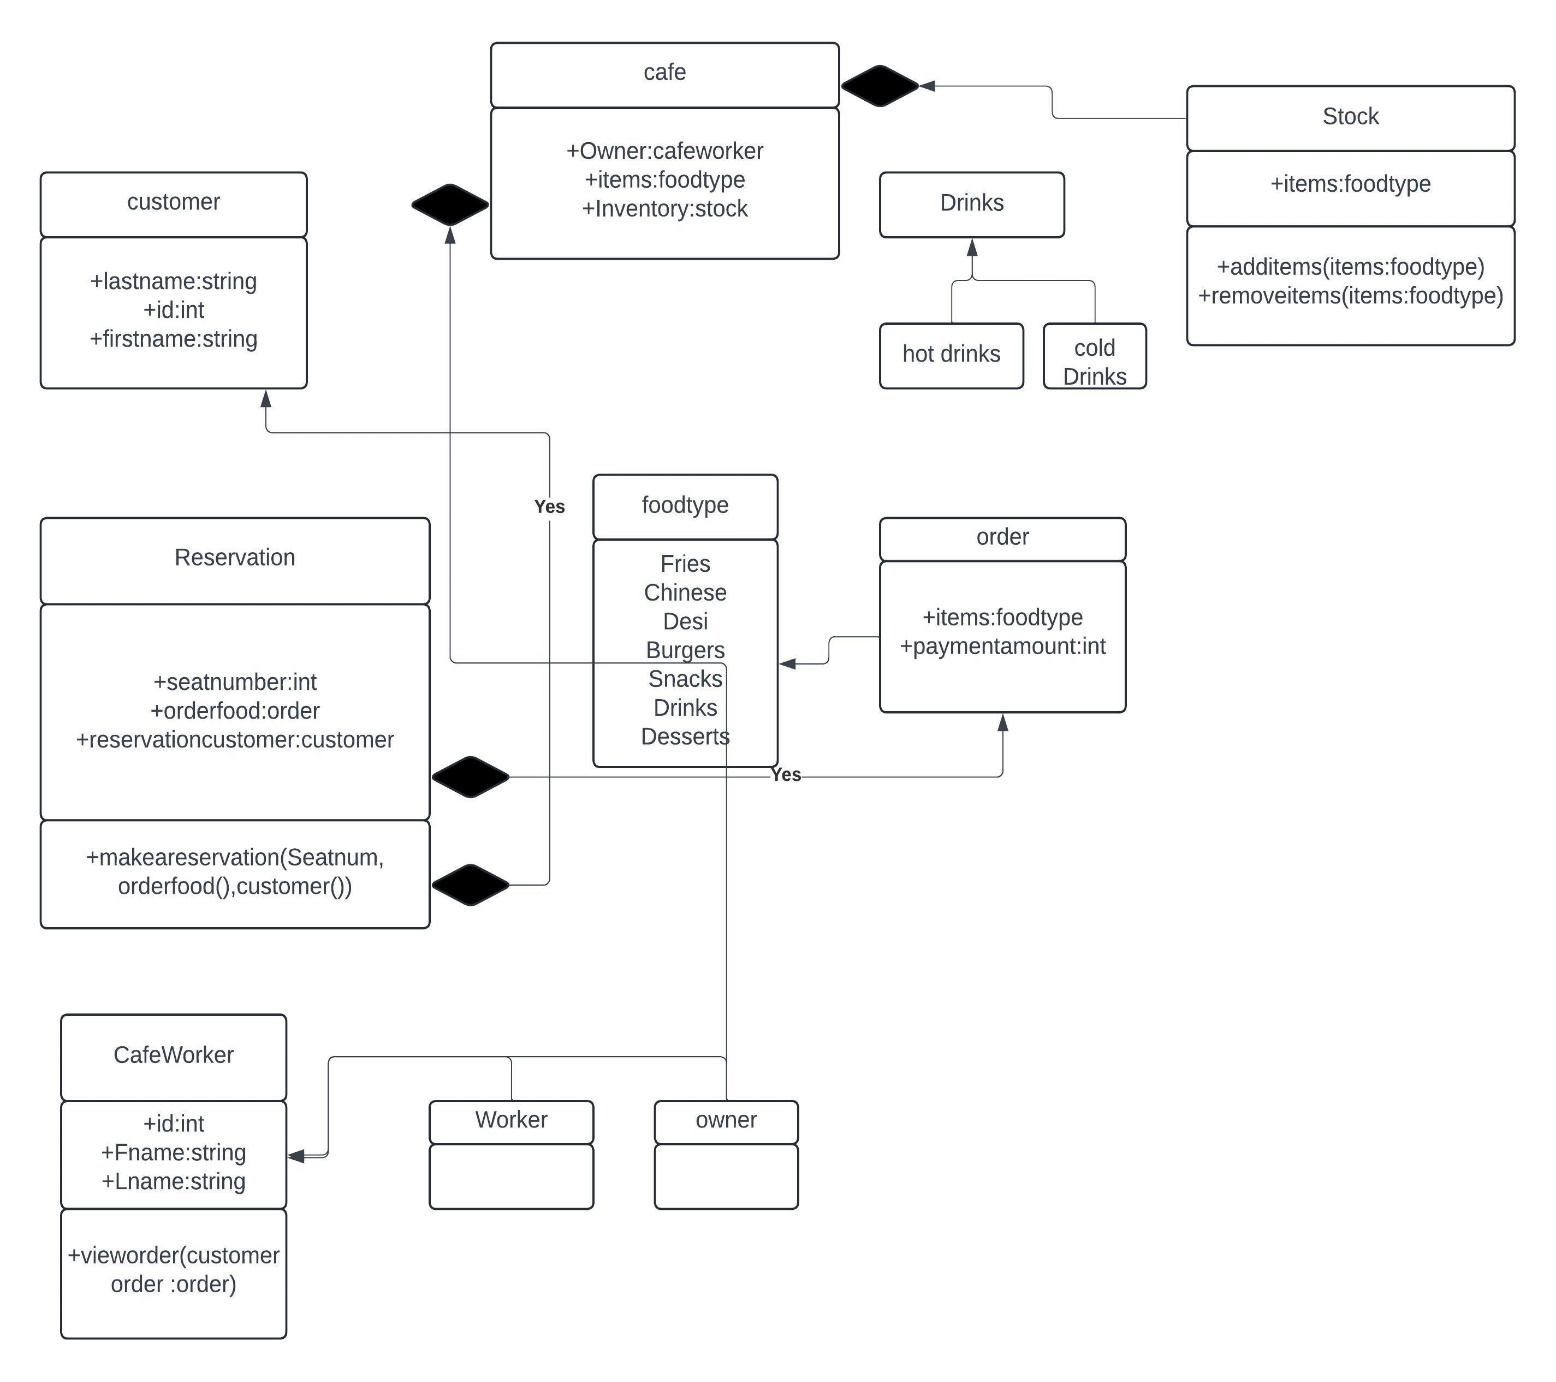 cafe
+Owner:cafeworker
+items:foodtype
+Inventory:stock
Stock
+items:foodtype
+additems(items:foodtype)
+removeitems(items:foodtype)
customer
+lastname:string
+id:int
+firstname:string
Drinks
hot drinks
cold
Drinks
Yes
foodtype
Fries
Chinese
Desi
Burgers
Snacks
Drinks
Desserts
order
+items:foodtype
+paymentamount:int
Reservation
+seatnumber:int
+orderfood:order
+reservationcustomer:customer
+makeareservation(Seatnum,
orderfood(),customer())
Yes
CafeWorker
+id:int
+Fname:string
+Lname:string
+vieworder(customer
order :order)
Worker
owner